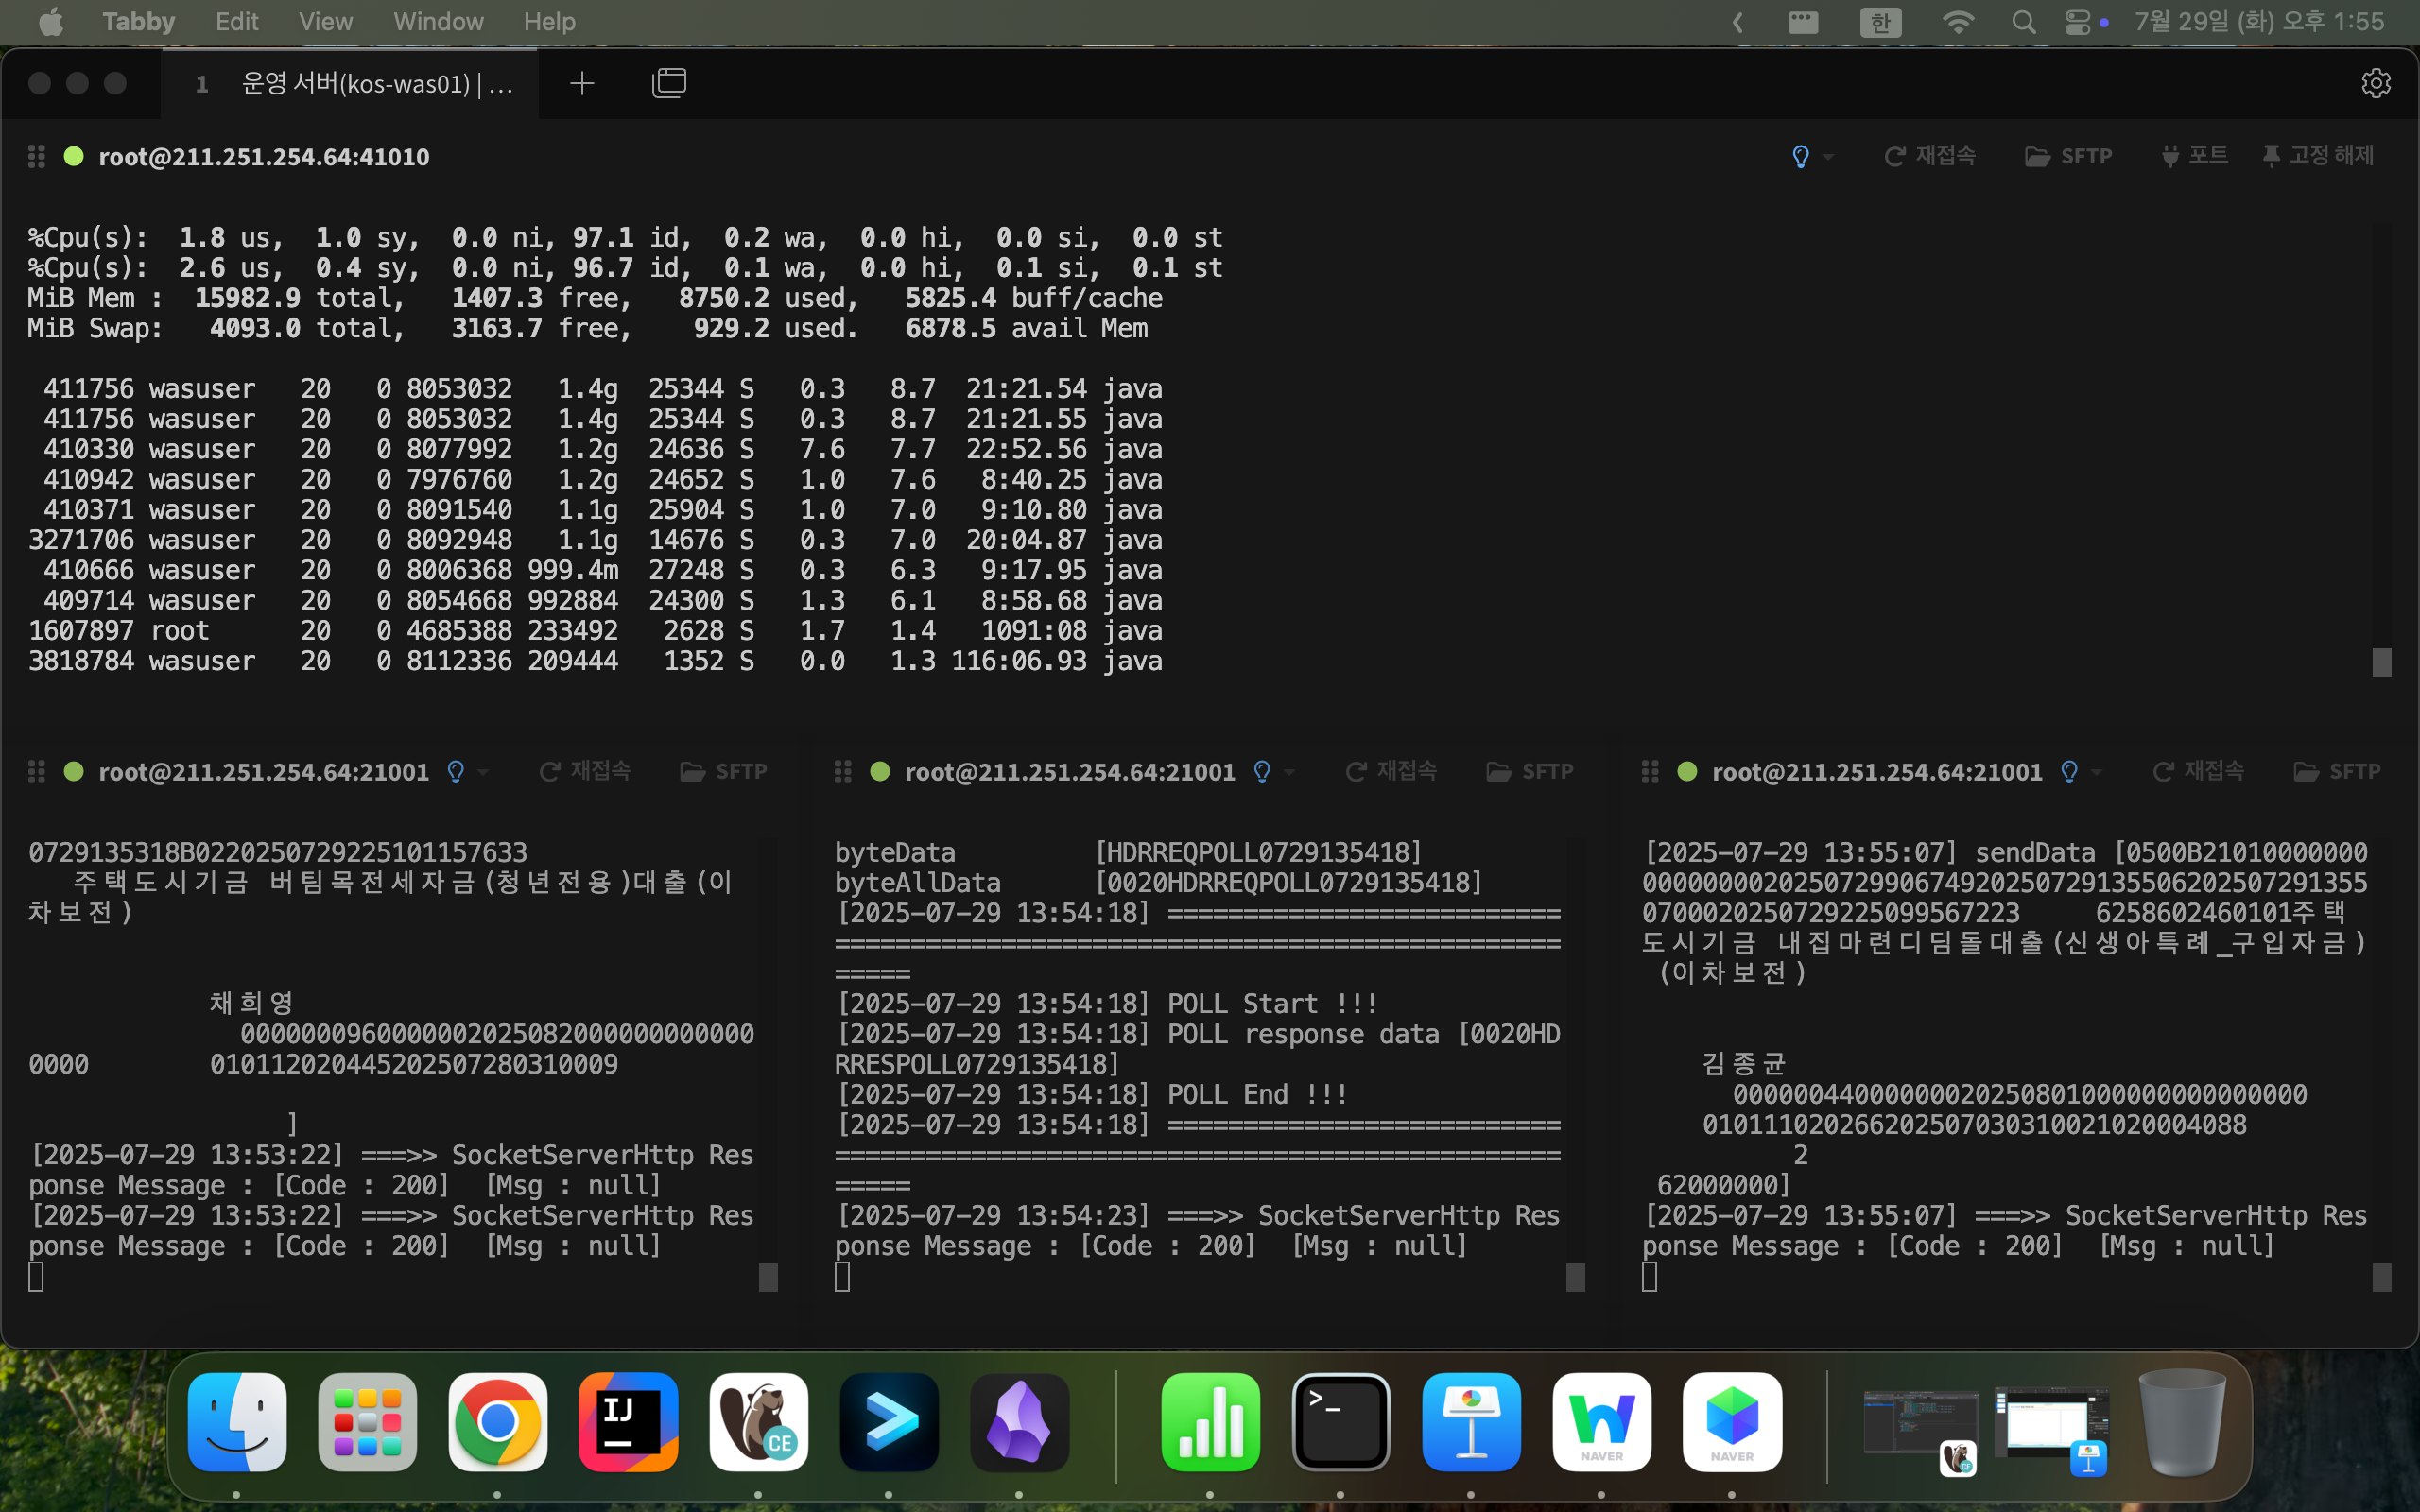 Tabby Edit View Window Help 한 7월 29일 (화) 오후 1:55
1 운영 서버(kos-was01) | …
root@211.251.254.64:41010 재접속 SFTP 포트 고정 해제
%Cpu(s): 1.8 us, 1.0 sy, 0.0 ni, 97.1 id, 0.2 wa, 0.0 hi, 0.0 si, 0.0 st
%Cpu(s): 2.6 us, 0.4 sy, 0.0 ni, 96.7 id, 0.1 wa, 0.0 hi, 0.1 si, 0.1 st
MiB Mem : 15982.9 total, 1407.3 free, 8750.2 used, 5825.4 buff/cache
MiB Swap: 4093.0 total, 3163.7 free, 929.2 used. 6878.5 avail Mem
411756 wasuser 20 0 8053032 1.4g 25344 S 0.3 8.7 21:21.54 java
411756 wasuser 20 0 8053032 1.4g 25344 S 0.3 8.7 21:21.55 java
410330 wasuser 20 0 8077992 1.2g 24636 S 7.6 7.7 22:52.56 java
410942 wasuser 20 0 7976760 1.2g 24652 S 1.0 7.6 8:40.25 java
410371 wasuser 20 0 8091540 1.1g 25904 S 1.0 7.0 9:10.80 java
3271706 wasuser 20 0 8092948 1.1g 14676 S 0.3 7.0 20:04.87 java
410666 wasuser 20 0 8006368 999.4m 27248 S 0.3 6.3 9:17.95 java
409714 wasuser 20 0 8054668 992884 24300 S 1.3 6.1 8:58.68 java
1607897 root 20 0 4685388 233492 2628 S 1.7 1.4 1091:08 java
3818784 wasuser 20 0 8112336 209444 1352 S 0.0 1.3 116:06.93 java
root@211.251.254.64:21001 재접속 SFTP
0729135318B0220250729225101157633
주택도시기금 버팀목전세자금(청년전용)대출(이
차보전)
채희영
0000000960000002025082000000000000
0000 010112020445202507280310009
]
[2025-07-29 13:53:22] ===>> SocketServerHttp Res
ponse Message : [Code : 200] [Msg : null]
[2025-07-29 13:53:22] ===>> SocketServerHttp Res
ponse Message : [Code : 200] [Msg : null]
root@211.251.254.64:21001 재접속 SFTP
byteData [HDRREQPOLL0729135418]
byteAllData [0020HDRREQPOLL0729135418]
[2025-07-29 13:54:18] ==========================
================================================
=====
[2025-07-29 13:54:18] POLL Start !!!
[2025-07-29 13:54:18] POLL response data [0020HD
RRESPOLL0729135418]
[2025-07-29 13:54:18] POLL End !!!
[2025-07-29 13:54:18] ==========================
================================================
=====
[2025-07-29 13:54:23] ===>> SocketServerHttp Res
ponse Message : [Code : 200] [Msg : null]
root@211.251.254.64:21001 재접속 SFTP
[2025-07-29 13:55:07] sendData [0500B21010000000
000000002025072990674920250729135506202507291355
07000202507292250995672​23 6258602460101주택
도시기금 내집마련디딤돌대출(신생아특례_구입자금)
(이차보전)
김종균
00000044000000020250801000000000000000
010111020266202507030310021020004088
2
62000000]
[2025-07-29 13:55:07] ===>> SocketServerHttp Res
ponse Message : [Code : 200] [Msg : null]
IJ
CE
>_
NAVER
NAVER